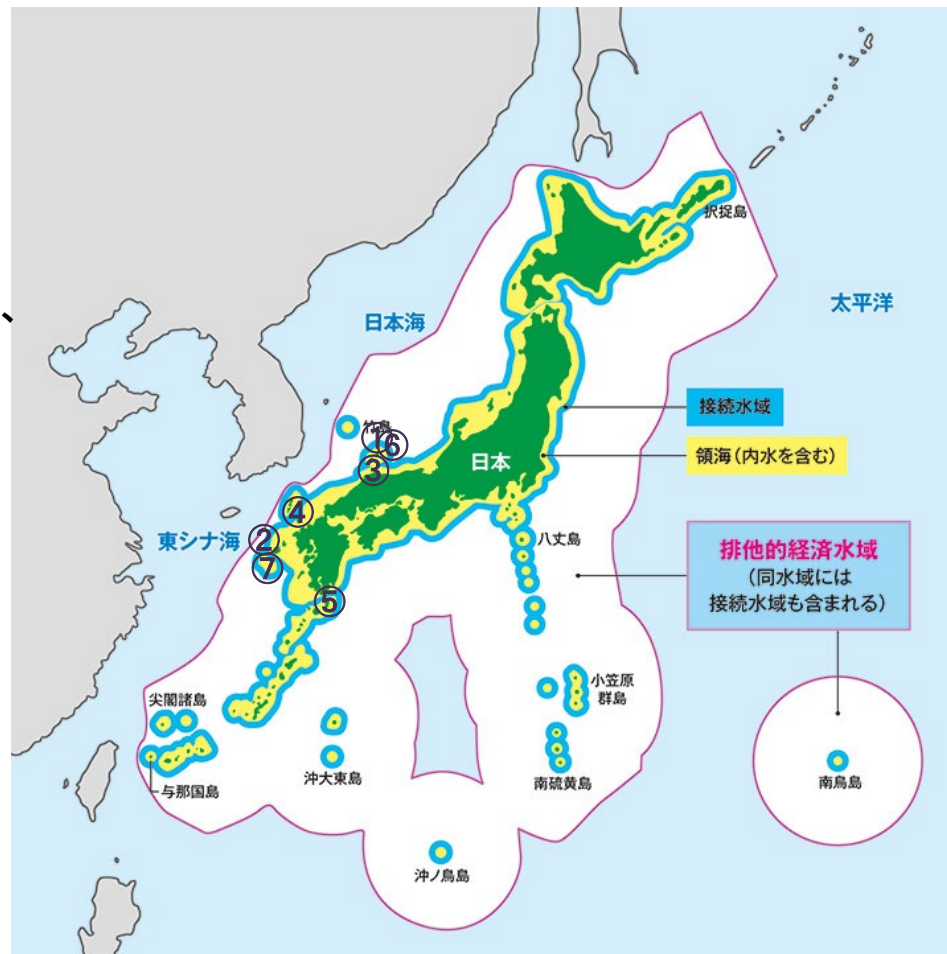 択捉島
太平洋
、
日本海
接続水域
竹島
①⑥
③
日本
領海(内水を含む)
④
東シナ海
②
⑦
八丈島
排他的経済水域
(同水域には
接続水域も含まれる)
⑤
尖閣諸島
小笠原
群島
与那国島
沖大東島
南硫黄島
南鳥島
沖ノ鳥島